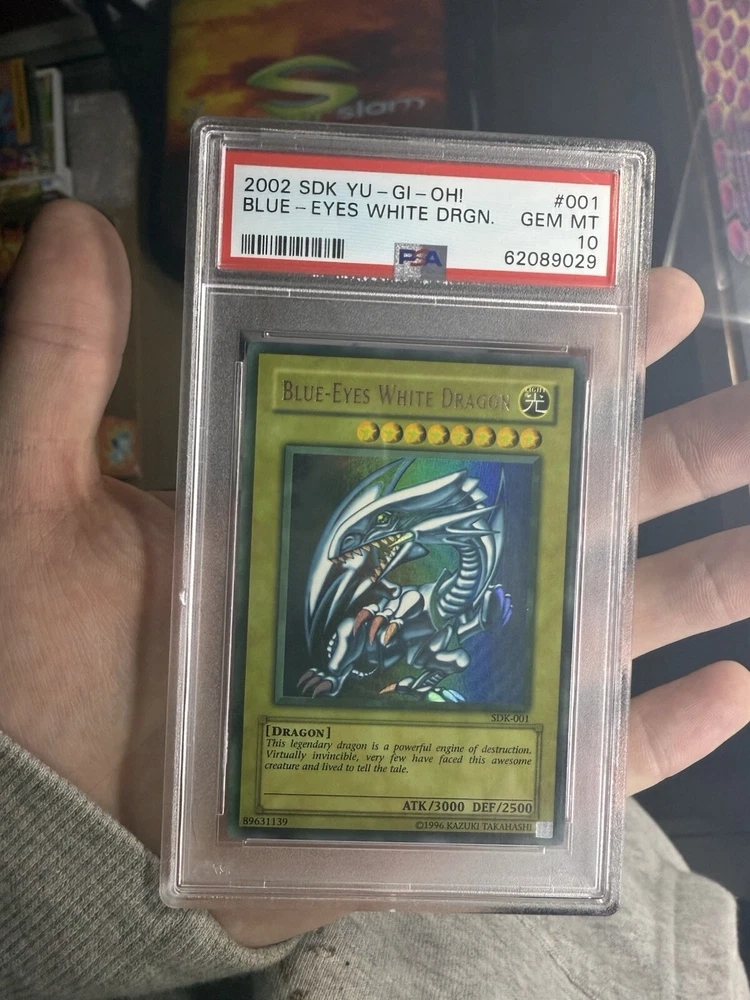 slam
2002 SDK YU-GI-OH! #001
BLUE-EYES WHITE DRGN. GEM MT
10
PSA 62089029
BLUE-EYES WHITE DRAGON
LIGHT
光
SDK-001
[DRAGON]
This legendary dragon is a powerful engine of destruction.
Virtually invincible, very few have faced this awesome
creature and lived to tell the tale.
ATK/3000 DEF/2500
89631139 ©1996 KAZUKI TAKAHASHI